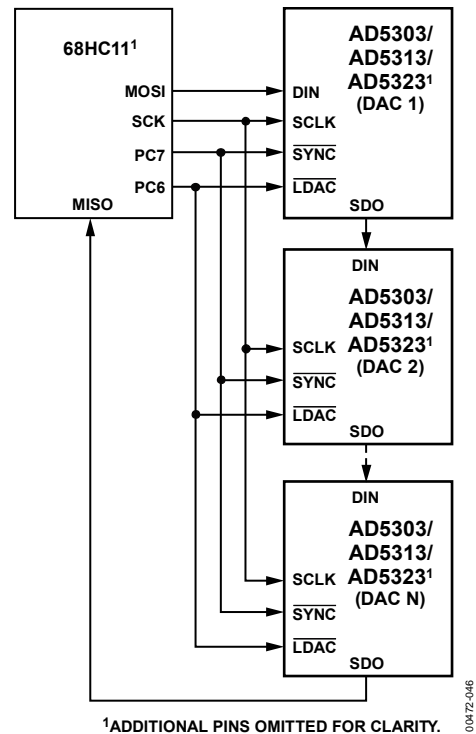 68HC11¹
MOSI
SCK
PC7
PC6
MISO
AD5303/
AD5313/
AD5323¹
(DAC 1)
DIN
SCLK
SYNC
LDAC
SDO
DIN
AD5303/
AD5313/
AD5323¹
(DAC 2)
SCLK
SYNC
LDAC
SDO
DIN
AD5303/
AD5313/
AD5323¹
(DAC N)
SCLK
SYNC
LDAC
SDO
¹ADDITIONAL PINS OMITTED FOR CLARITY.
00472-046